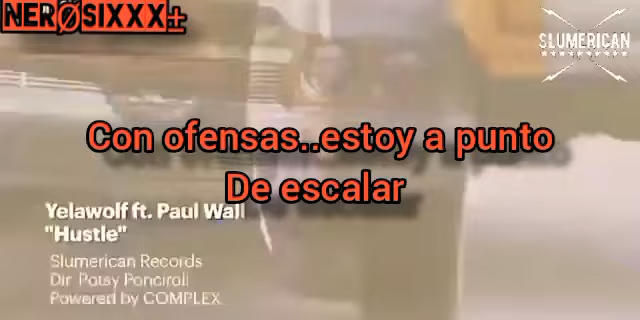 NERØSIXXX±
SLUMERICAN
Con ofensas..estoy a punto
De escalar
Yelawolf ft. Paul Wall
"Hustle"
Slumerican Records
Dir. Patsy Ponciroli
Powered by COMPLEX